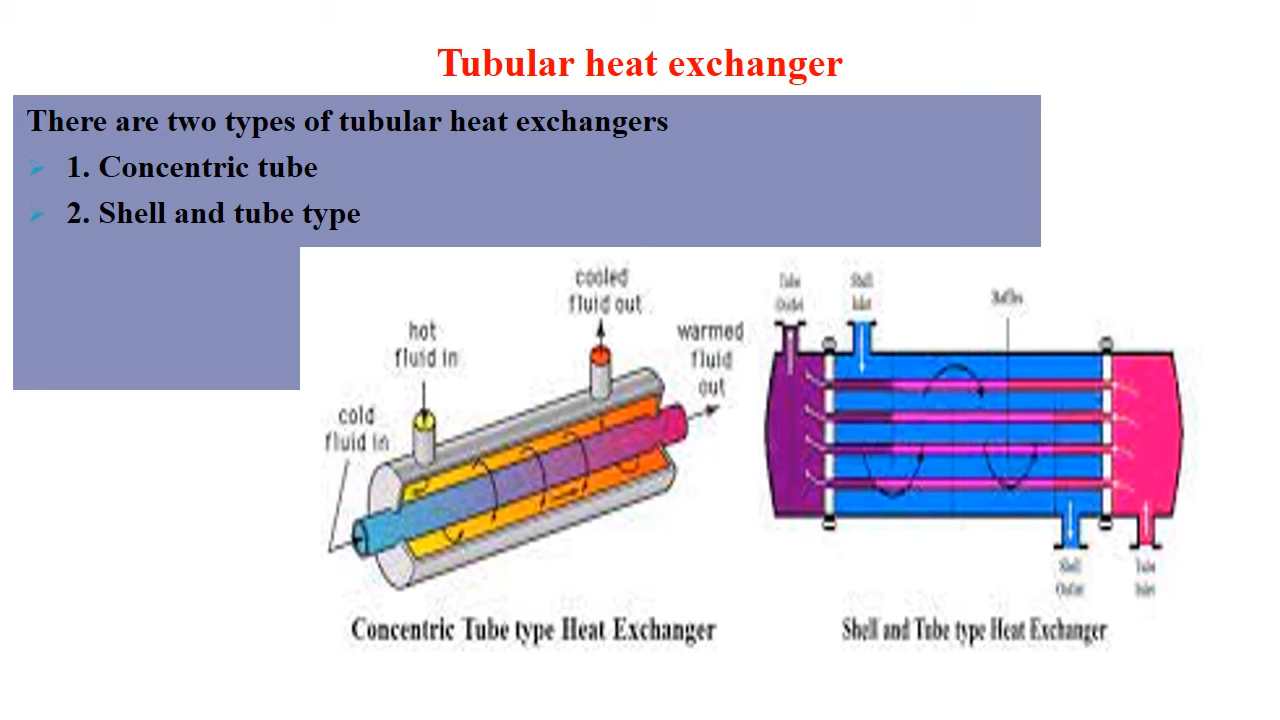 Tubular heat exchanger
There are two types of tubular heat exchangers
1. Concentric tube
2. Shell and tube type
cooled
fluid out
hot
fluid in
warmed
fluid
out
cold
fluid in
Tube
Outlet
Shell
Inlet
Baffles
Shell
Outlet
Tube
Inlet
Concentric Tube type Heat Exchanger
Shell and Tube type Heat Exchanger